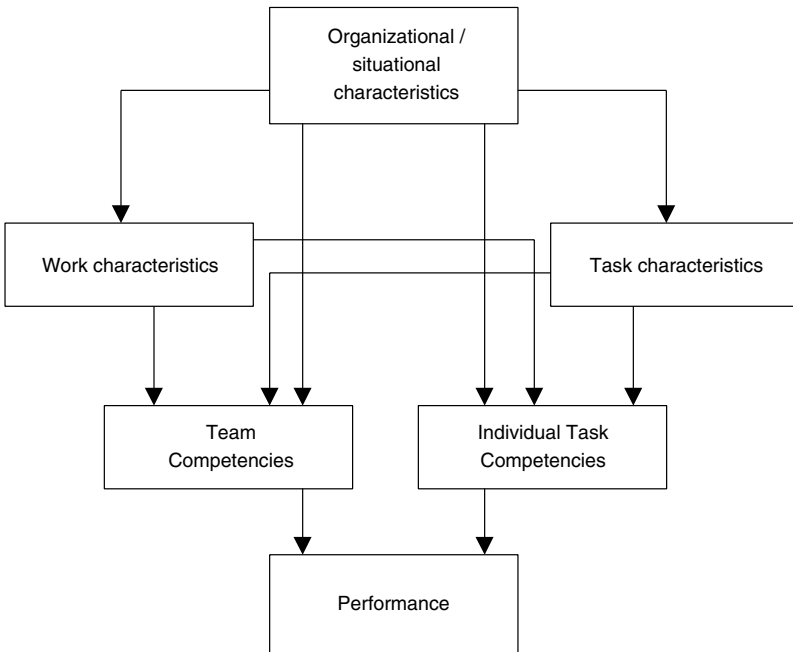 Organizational /
situational
characteristics
Work characteristics
Task characteristics
Team
Competencies
Individual Task
Competencies
Performance